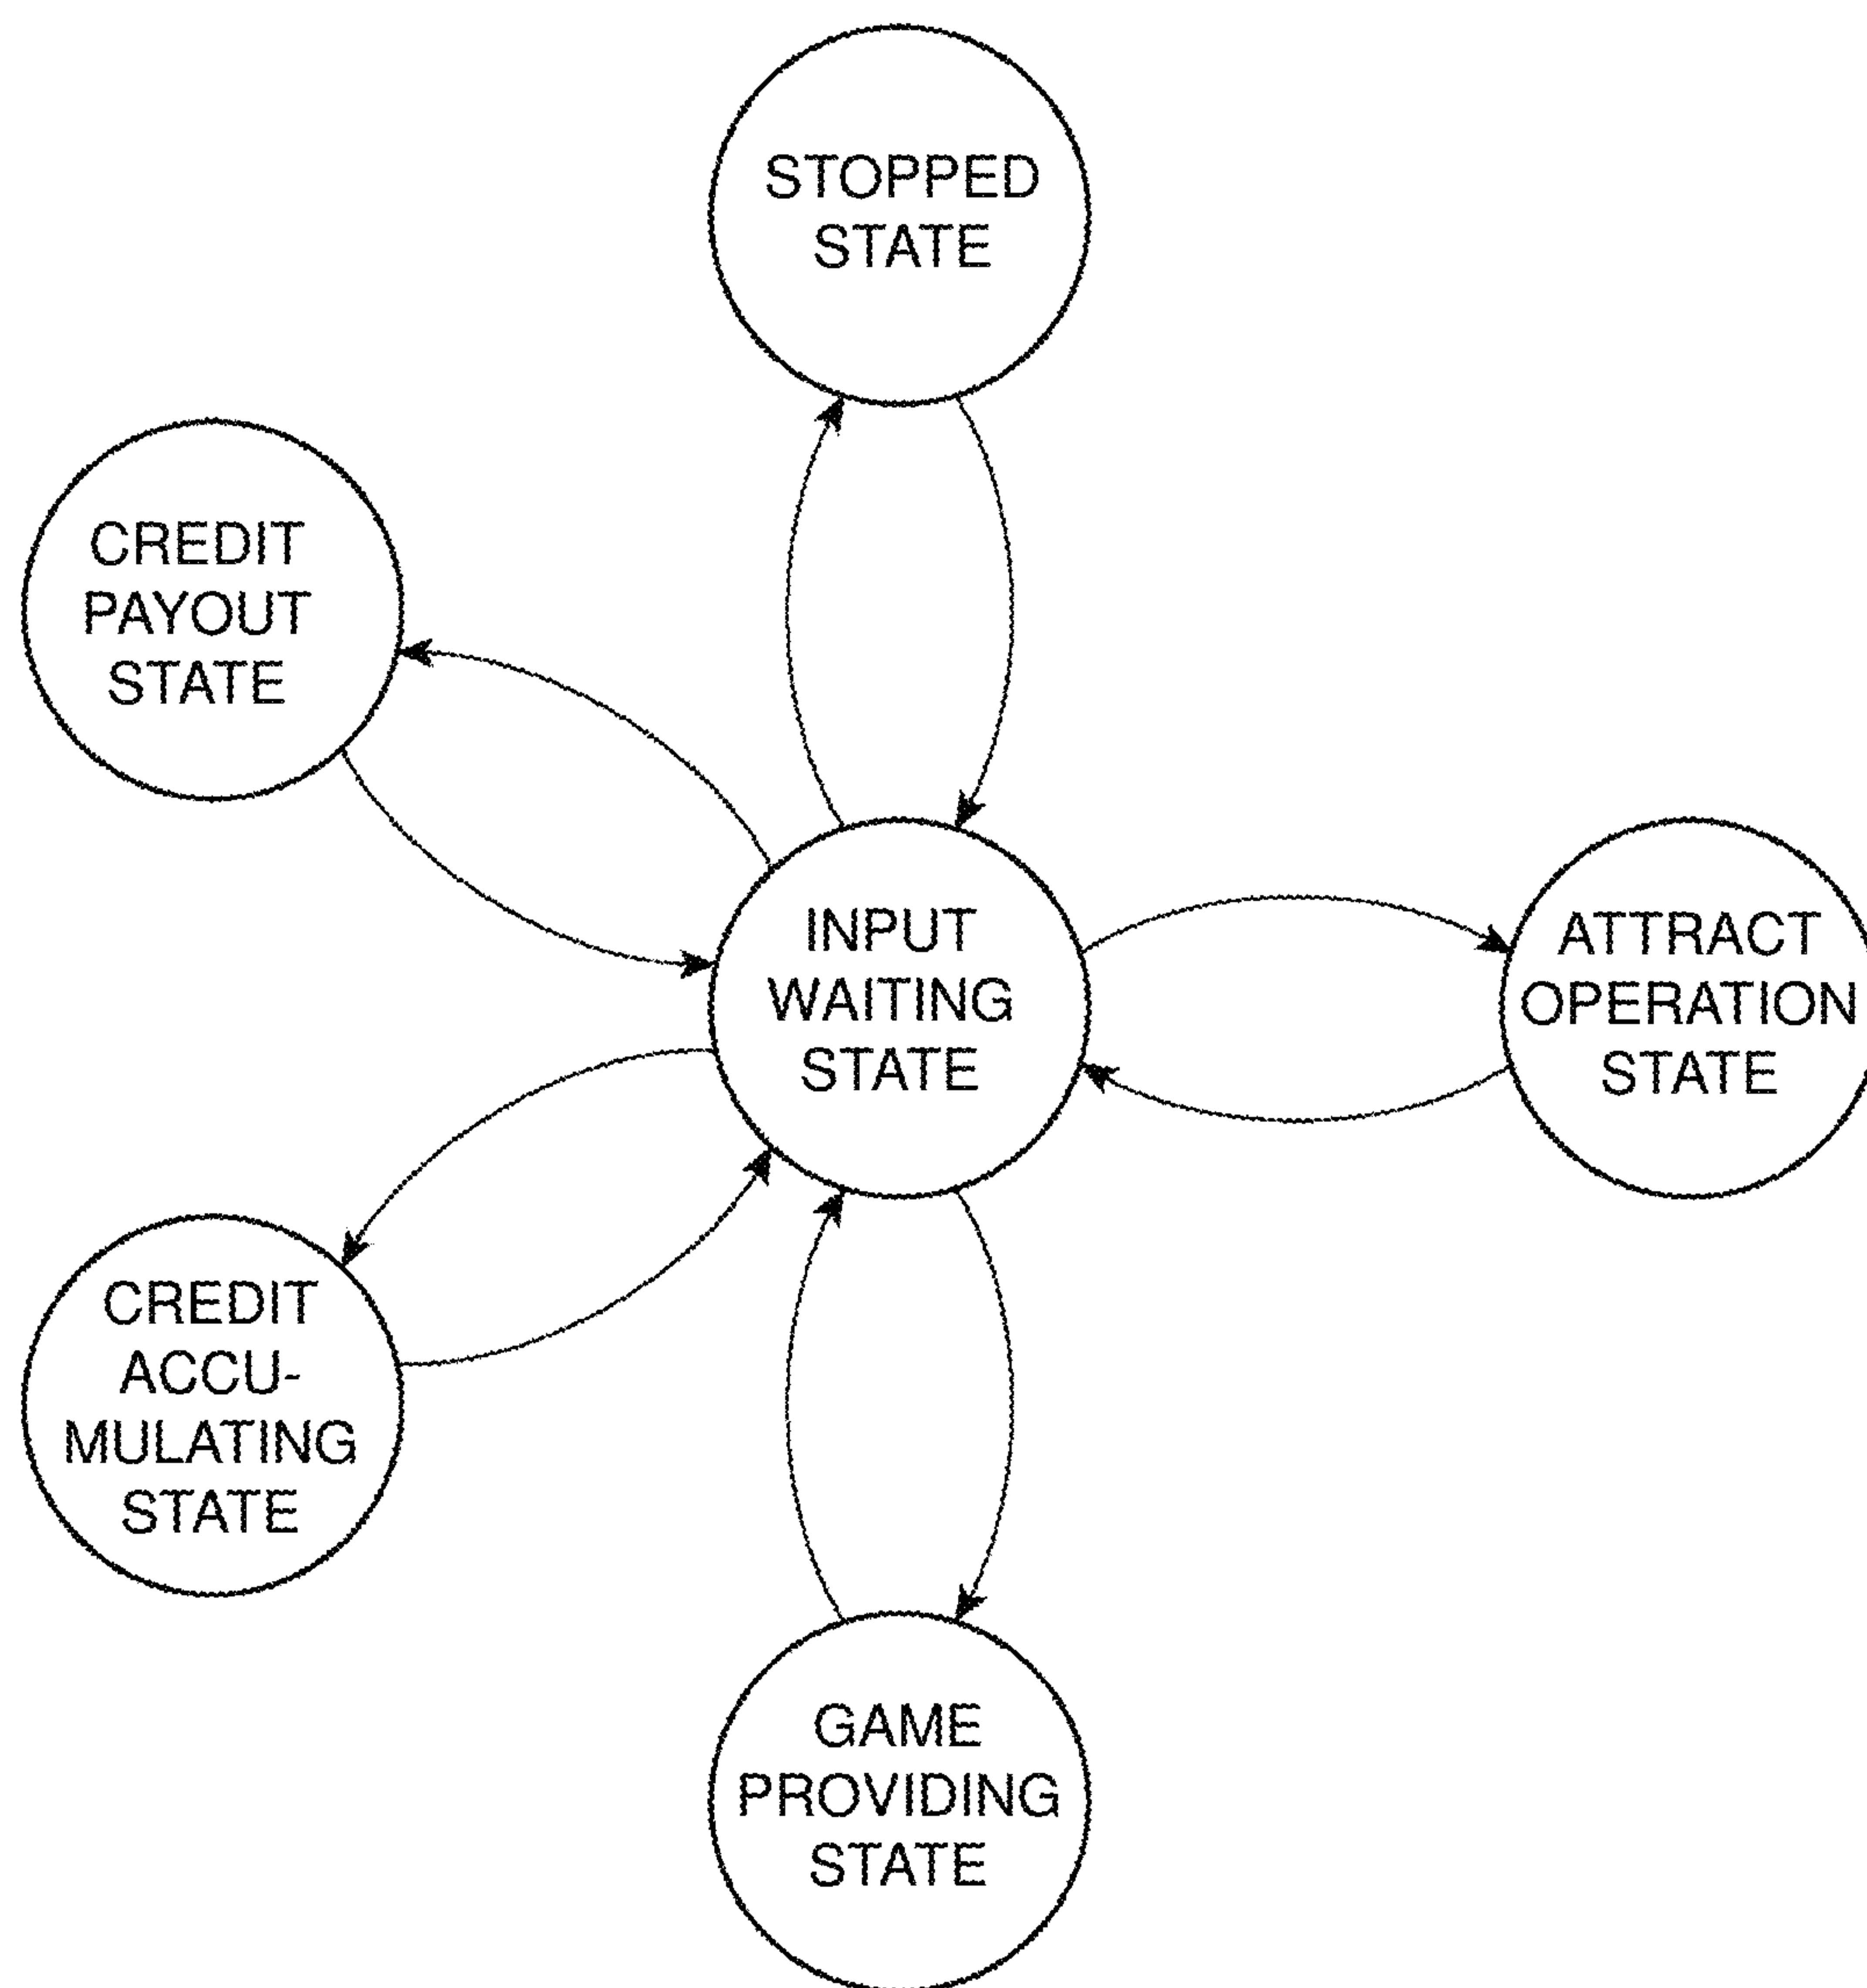 STOPPED
STATE
CREDIT
PAYOUT
STATE
INPUT
WAITING
STATE
ATTRACT
OPERATION
STATE
CREDIT
ACCU-
MULATING
STATE
GAME
PROVIDING
STATE